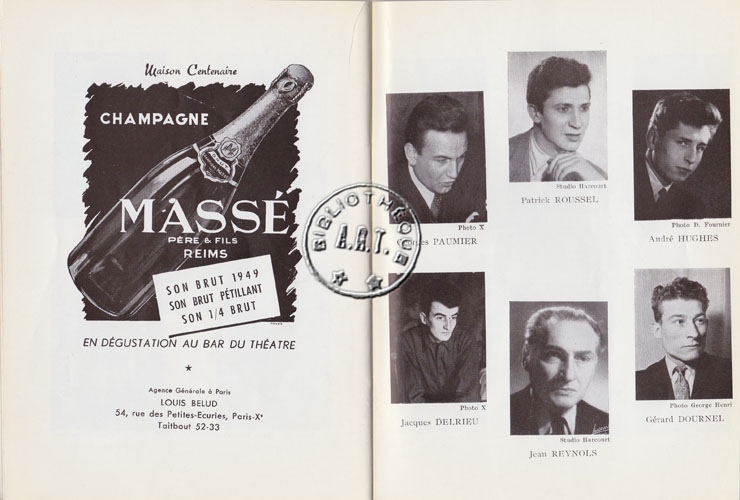 Maison Centenaire
CHAMPAGNE
MASSÉ
PÈRE & FILS
REIMS
SON BRUT 1949
SON BRUT PÉTILLANT
SON 1/4 BRUT
EN DÉGUSTATION AU BAR DU THÉATRE
★
Agence Générale à Paris
LOUIS BELUD
54, rue des Petites-Ecuries, Paris-Xe
Taitbout 52-33
BIBLIOTHÈQUE
A.R.T.
Studio Harcourt
Patrick ROUSSEL
Photo X
Georges PAUMIER
Photo D. Fournier
André HUGHES
Photo X
Jacques DELRIEU
Studio Harcourt
Jean REYNOLS
Photo George Henri
Gérard DOURNEL